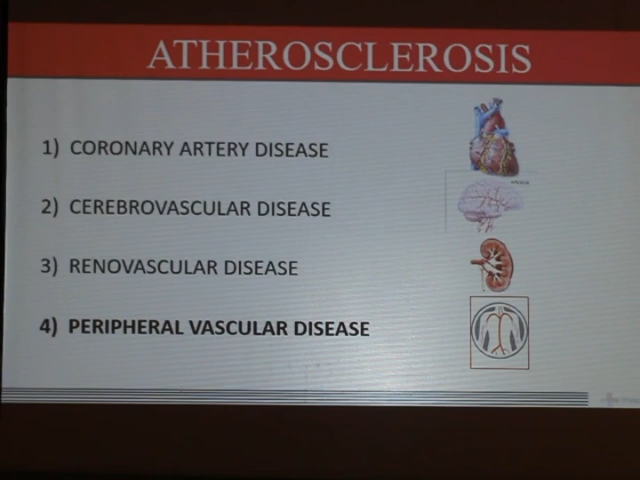 ATHEROSCLEROSIS
1) CORONARY ARTERY DISEASE
2) CEREBROVASCULAR DISEASE
3) RENOVASCULAR DISEASE
4) PERIPHERAL VASCULAR DISEASE